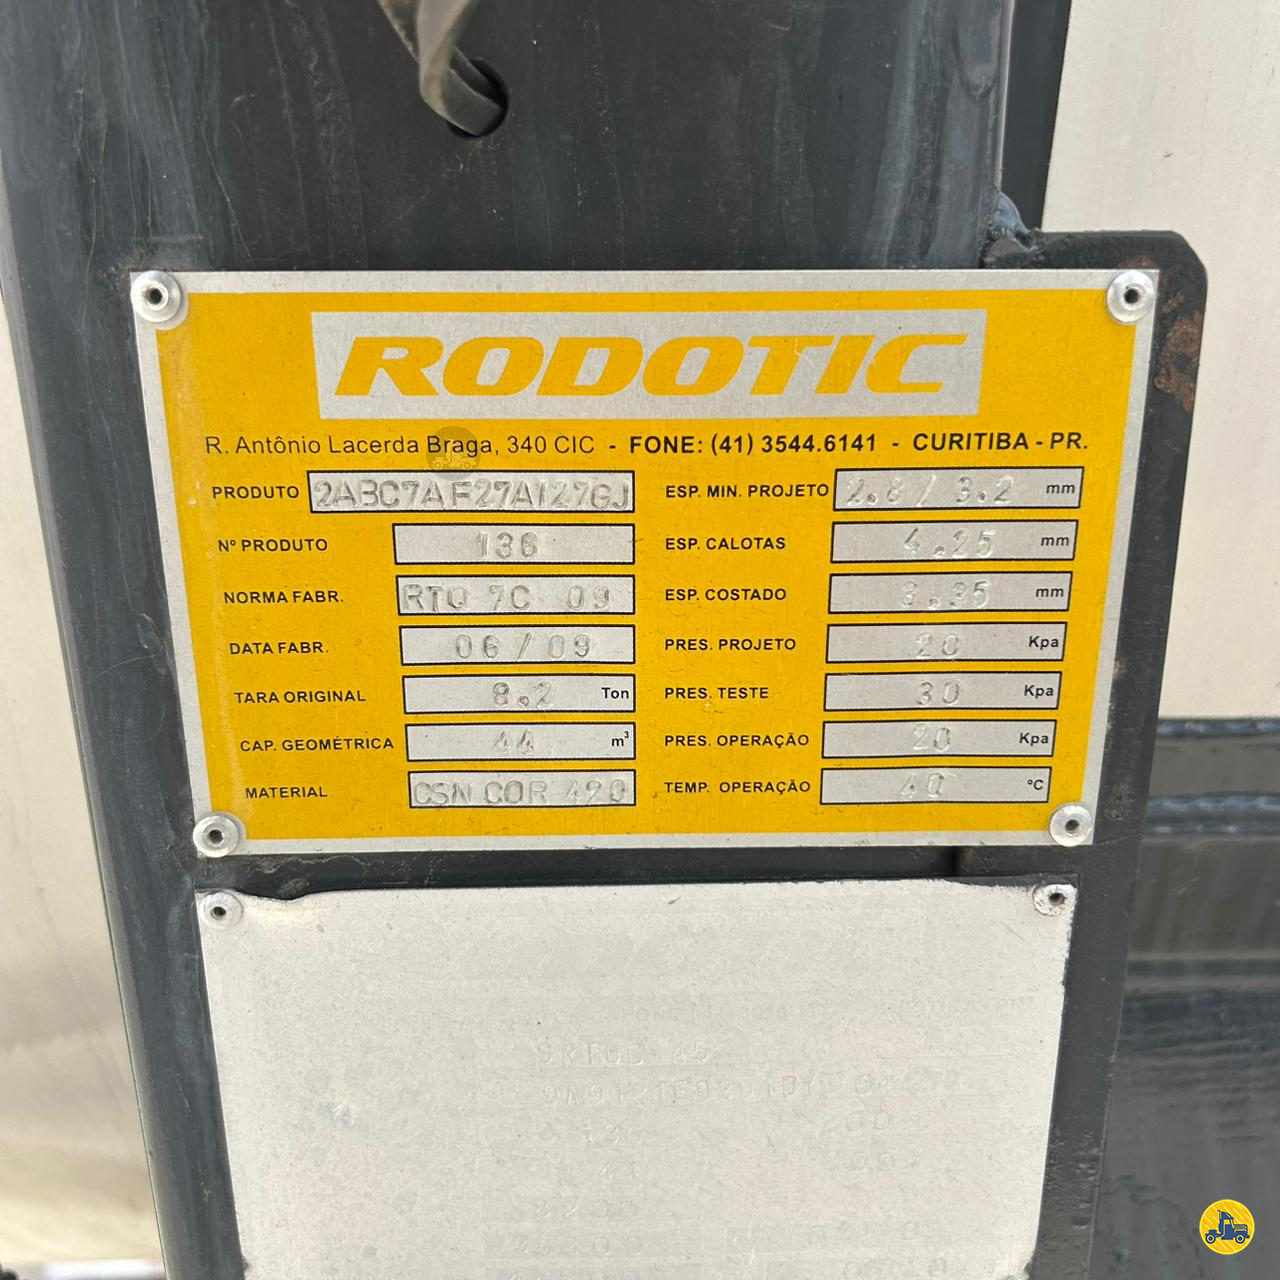 RODOTIC
R. Antônio Lacerda Braga, 340 CIC - FONE: (41) 3544.6141 - CURITIBA - PR.
PRODUTO 2ABC7AF27A127GJ ESP. MIN. PROJETO 2.8 / 3.2 mm
Nº PRODUTO 136 ESP. CALOTAS 4.25 mm
NORMA FABR. RTQ 7C 09 ESP. COSTADO 3.35 mm
DATA FABR. 06 / 09 PRES. PROJETO 20 Kpa
TARA ORIGINAL 8.2 Ton PRES. TESTE 30 Kpa
CAP. GEOMÉTRICA 44 m³ PRES. OPERAÇÃO 20 Kpa
MATERIAL CSN COR 420 TEMP. OPERAÇÃO 40 ºC
45
44